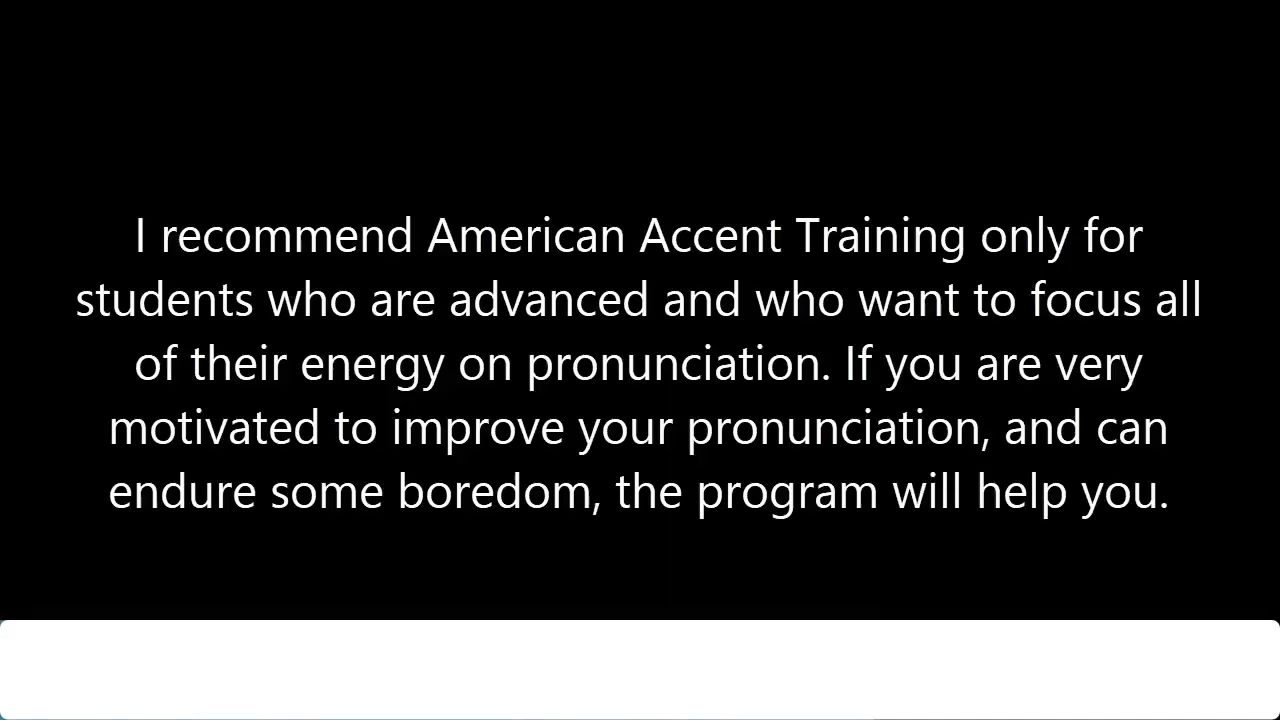 I recommend American Accent Training only for
students who are advanced and who want to focus all
of their energy on pronunciation. If you are very
motivated to improve your pronunciation, and can
endure some boredom, the program will help you.